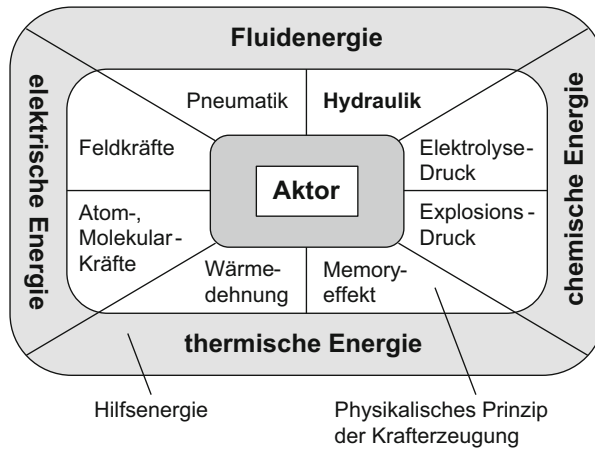 Fluidenergie
elektrische Energie
chemische Energie
Pneumatik
Hydraulik
Feldkräfte
Elektrolyse-
Druck
Aktor
Atom-,
Molekular-
Kräfte
Explosions-
Druck
Wärme-
dehnung
Memory-
effekt
thermische Energie
Hilfsenergie
Physikalisches Prinzip
der Krafterzeugung